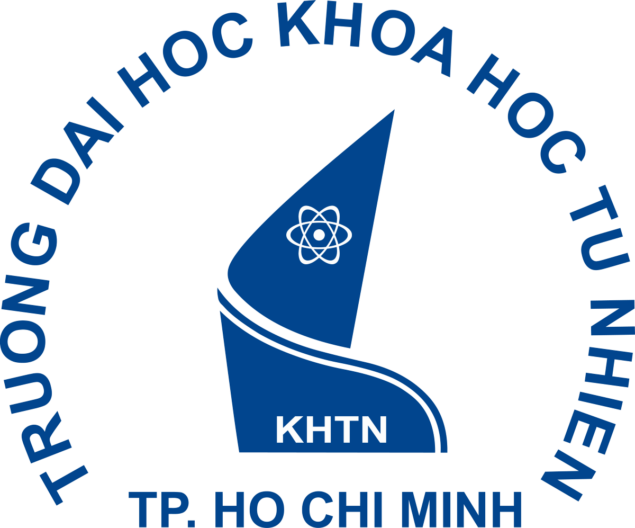 TRUONG DAI HOC KHOA HOC TU NHIEN
KHTN
TP. HO CHI MINH